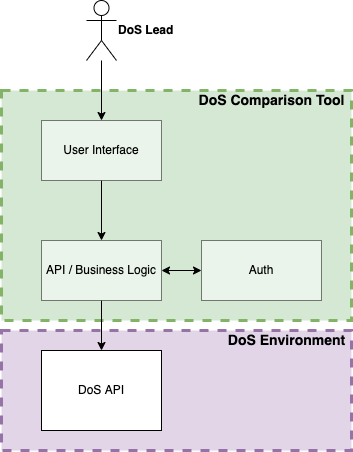 DoS Lead
DoS Comparison Tool
User Interface
API / Business Logic
Auth
DoS Environment
DoS API